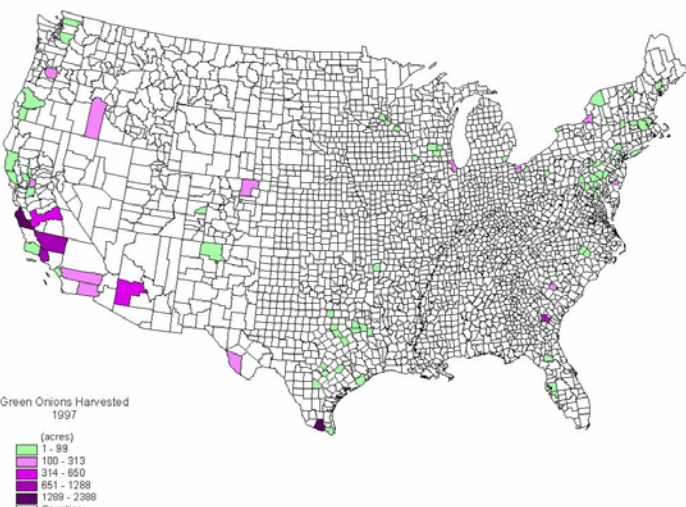 Green Onions Harvested
1997
(acres)
1 - 99
100 - 313
314 - 650
651 - 1288
1289 - 2388